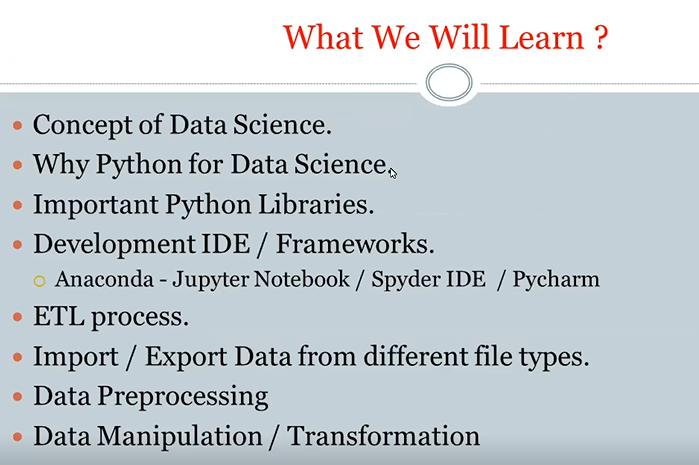 What We Will Learn ?
Concept of Data Science.
Why Python for Data Science.
Important Python Libraries.
Development IDE / Frameworks.
Anaconda - Jupyter Notebook / Spyder IDE / Pycharm
ETL process.
Import / Export Data from different file types.
Data Preprocessing
Data Manipulation / Transformation